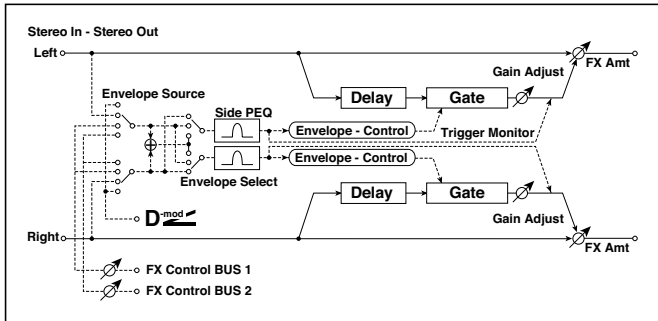 Stereo In - Stereo Out
Left
FX Amt
Gain Adjust
Envelope Source
Side PEQ
Delay
Gate
Envelope - Control
Trigger Monitor
Envelope - Control
Envelope Select
Delay
Gate
D-mod
Gain Adjust
Right
FX Amt
FX Control BUS 1
FX Control BUS 2